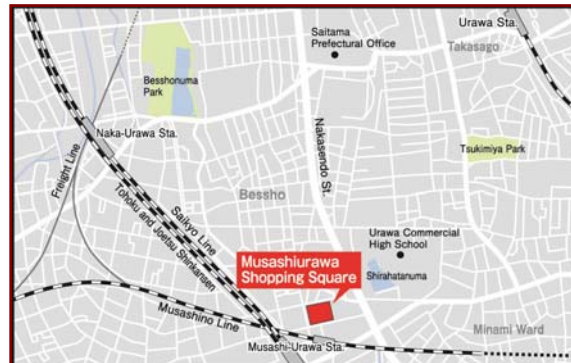 Urawa Sta.
Saitama
Prefectural Office
Takasago
Besshonuma
Park
Naka-Urawa Sta.
Nakasendo St.
Tsukimiya Park
Freight Line
Bessho
Saikyo Line
Tohoku and Joetsu Shinkansen
Urawa Commercial
High School
Musashiurawa
Shopping Square
Shirahatanuma
Musashino Line
Minami Ward
Musashi-Urawa Sta.